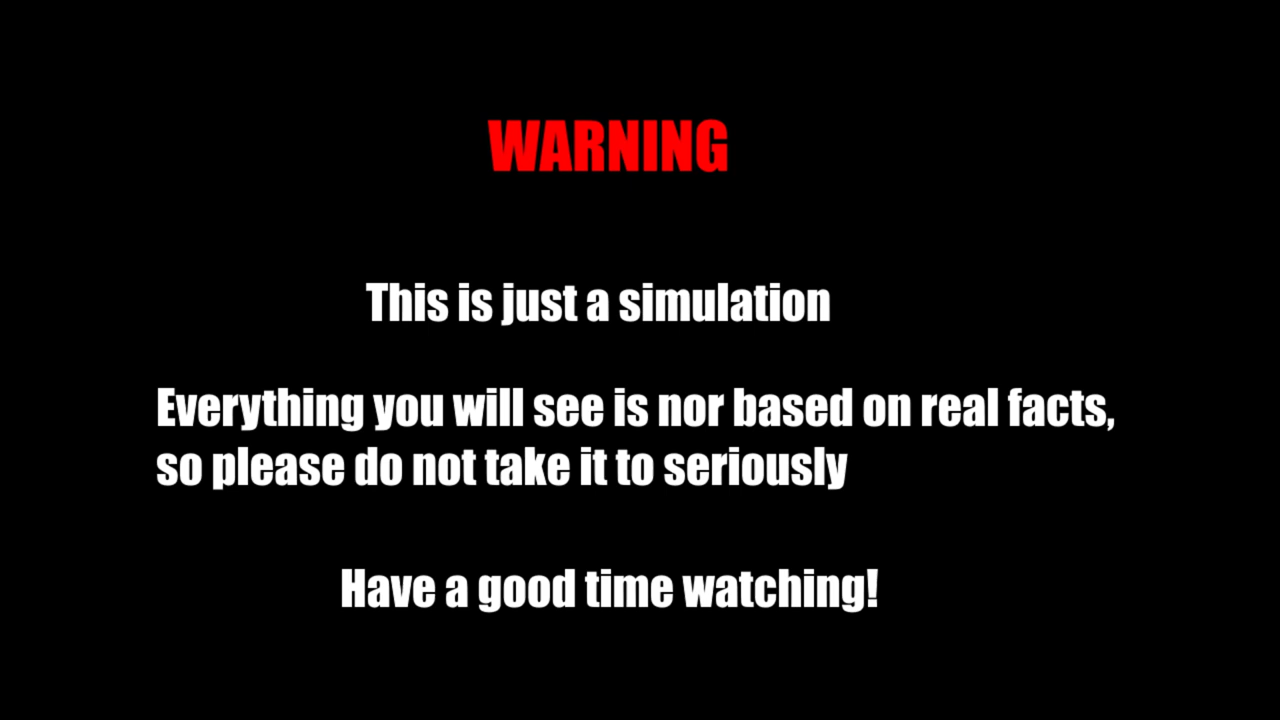 WARNING
This is just a simulation
Everything you will see is nor based on real facts,
so please do not take it to seriously
Have a good time watching!